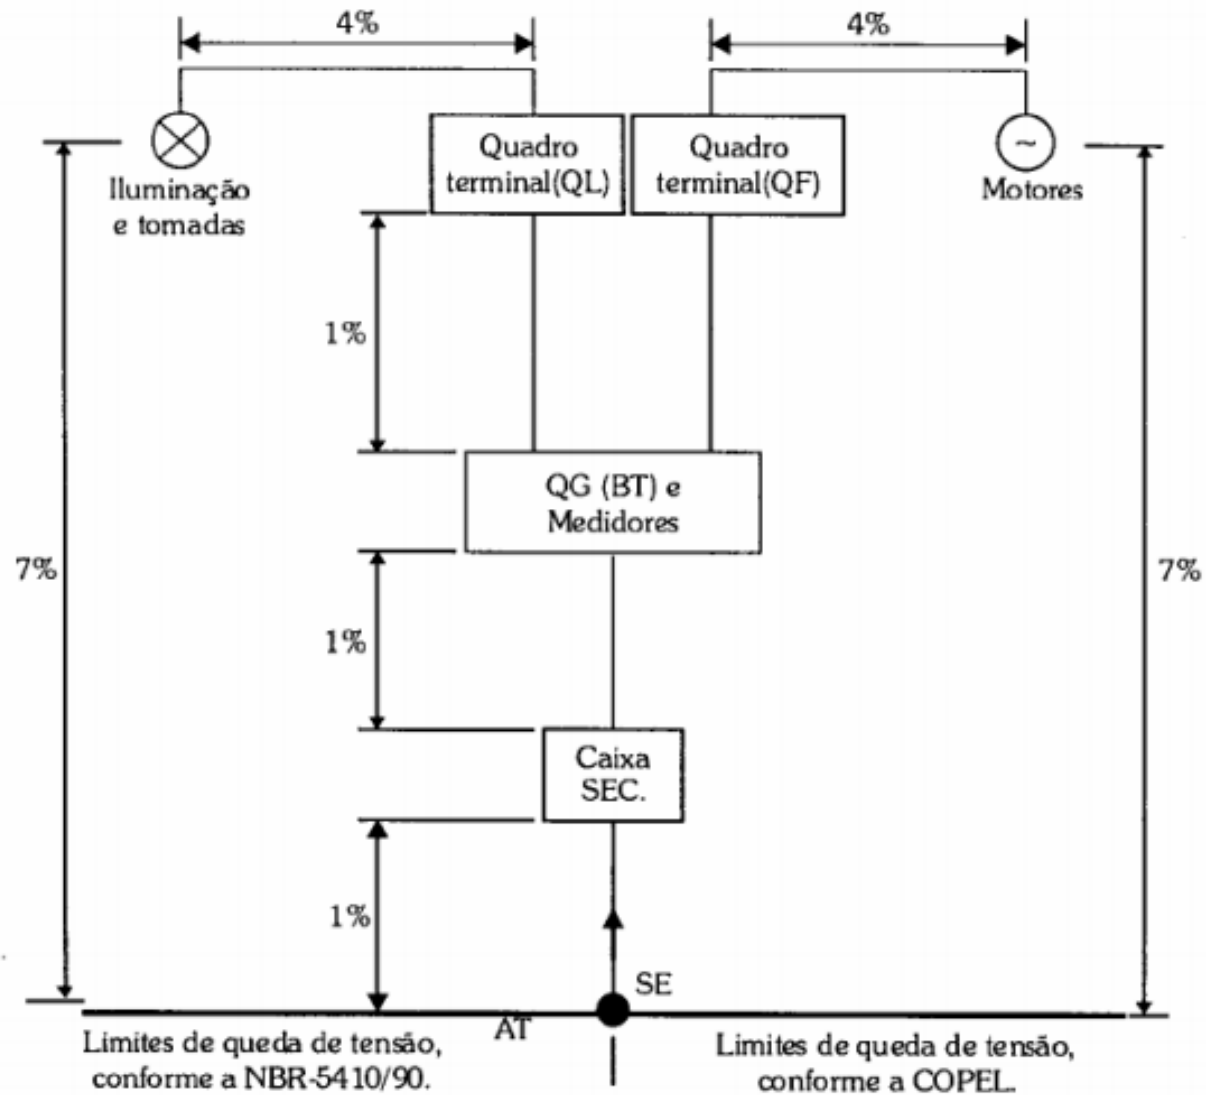 4%
4%
Quadro
terminal(QL)
Quadro
terminal(QF)
Iluminação
e tomadas
~
Motores
1%
QG (BT) e
Medidores
7%
7%
1%
Caixa
SEC.
1%
SE
AT
Limites de queda de tensão,
conforme a NBR-5410/90.
Limites de queda de tensão,
conforme a COPEL.